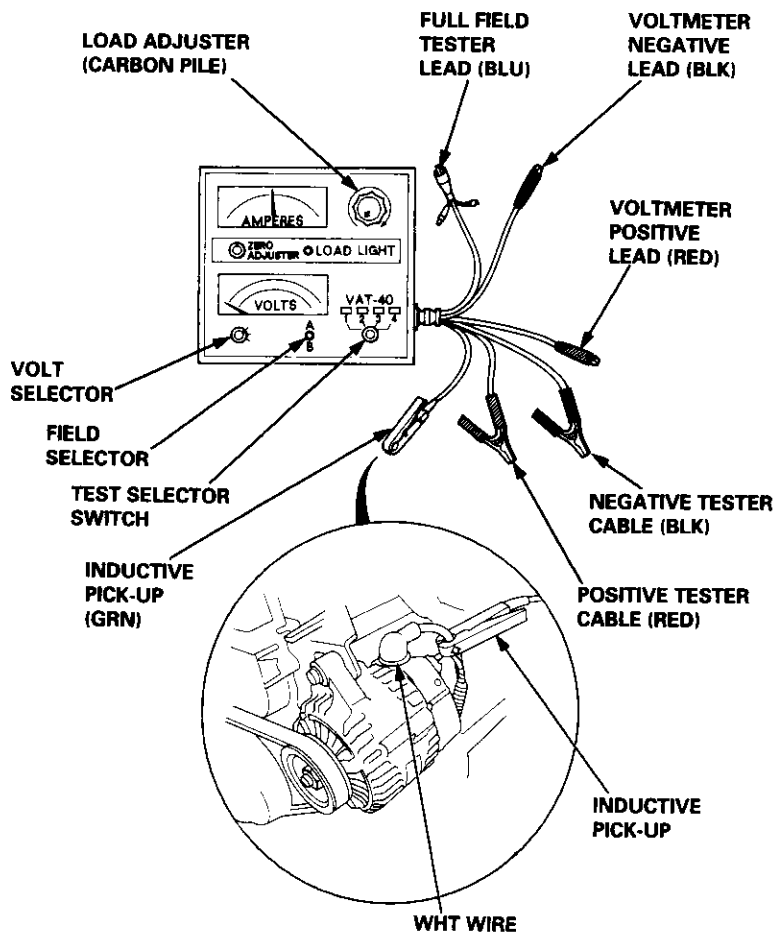 LOAD ADJUSTER
(CARBON PILE)
FULL FIELD
TESTER
LEAD (BLU)
VOLTMETER
NEGATIVE
LEAD (BLK)
VOLTMETER
POSITIVE
LEAD (RED)
AMPERES
ZERO
ADJUSTER
LOAD LIGHT
VOLTS
VAT-40
1 2 3 4
A
B
VOLT
SELECTOR
FIELD
SELECTOR
TEST SELECTOR
SWITCH
INDUCTIVE
PICK-UP
(GRN)
NEGATIVE TESTER
CABLE (BLK)
POSITIVE TESTER
CABLE (RED)
INDUCTIVE
PICK-UP
WHT WIRE